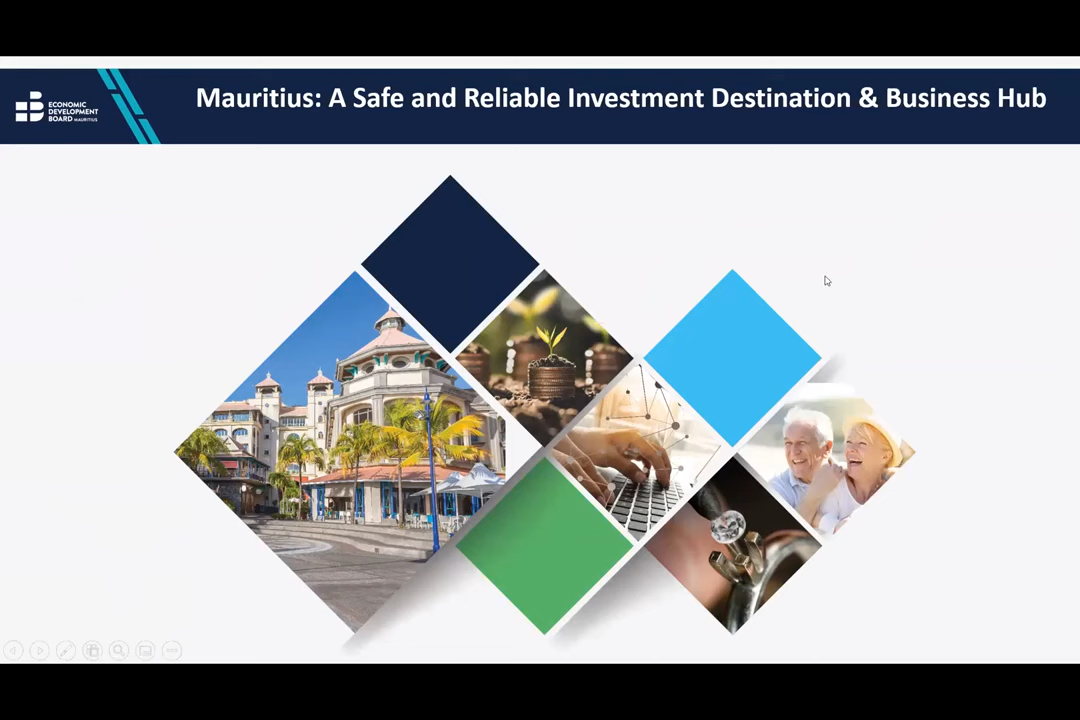 Mauritius: A Safe and Reliable Investment Destination & Business Hub
ECONOMIC
DEVELOPMENT
BOARD MAURITIUS